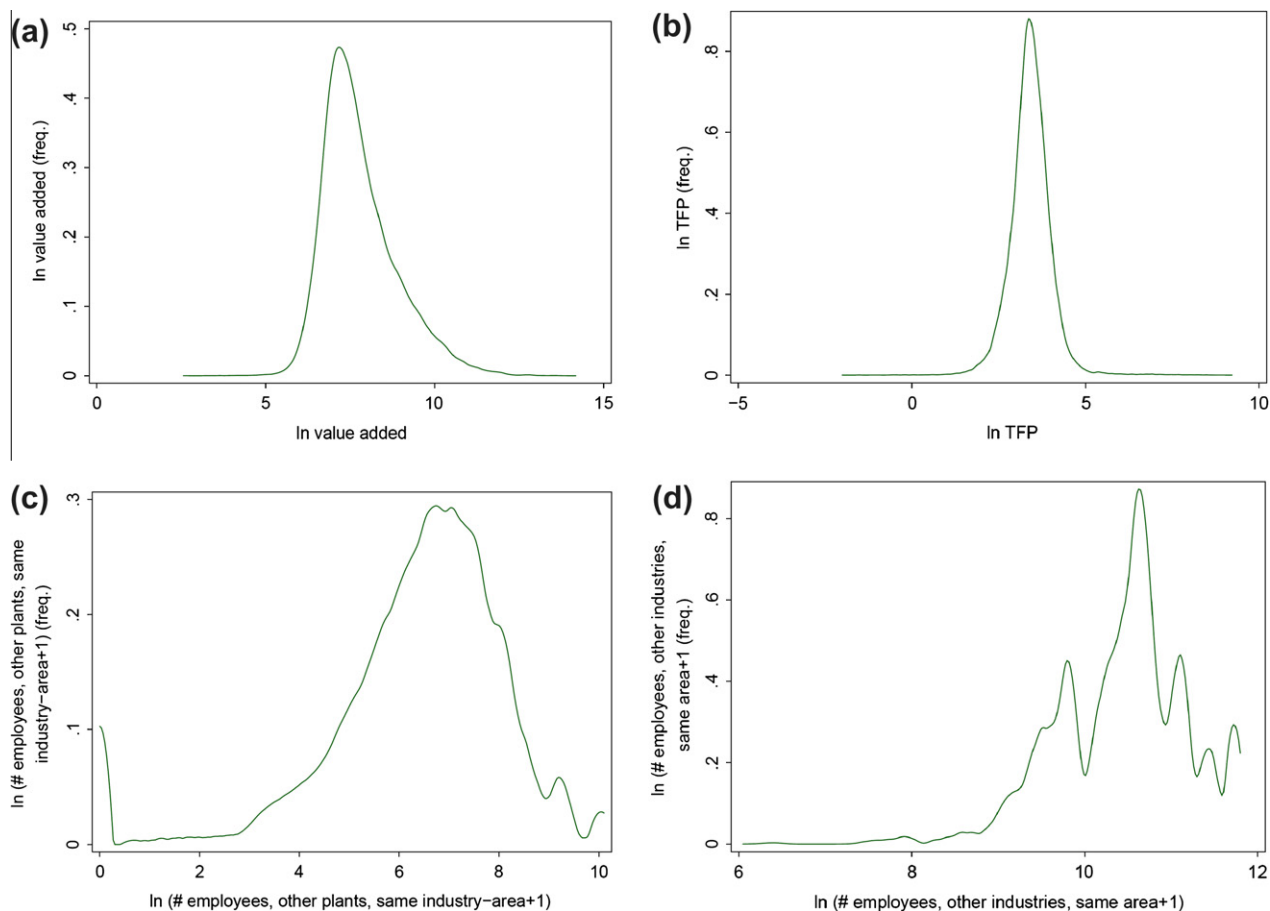 (a)
ln value added (freq.)
.5
.4
.3
.2
.1
0
0 5 10 15
ln value added
(b)
ln TFP (freq.)
.8
.6
.4
.2
0
−5 0 5 10
ln TFP
(c)
ln (# employees, other plants, same
industry−area+1) (freq.)
.3
.2
.1
0
0 2 4 6 8 10
ln (# employees, other plants, same industry−area+1)
(d)
ln (# employees, other industries,
same area+1 (freq.)
.8
.6
.4
.2
0
6 8 10 12
ln (# employees, other industries, same area+1)